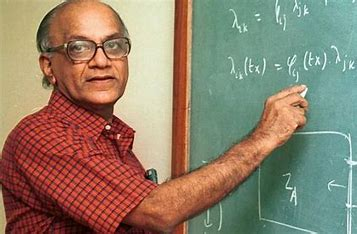 λ_{ik} = φ_{ij} λ_{jk}
λ_{ik}(tx) = φ_{ij}(tx) λ_{jk}
Z_A